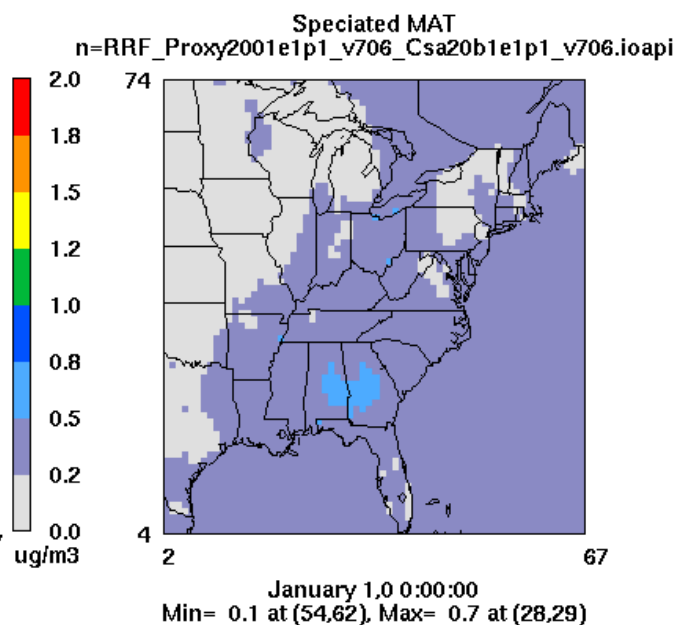 Speciated MAT
n=RRF_Proxy2001e1p1_v706_Csa20b1e1p1_v706.ioapi
2.0
1.8
1.5
1.2
1.0
0.8
0.5
0.2
0.0
ug/m3
74
4
2
67
January 1,0 0:00:00
Min= 0.1 at (54,62), Max= 0.7 at (28,29)